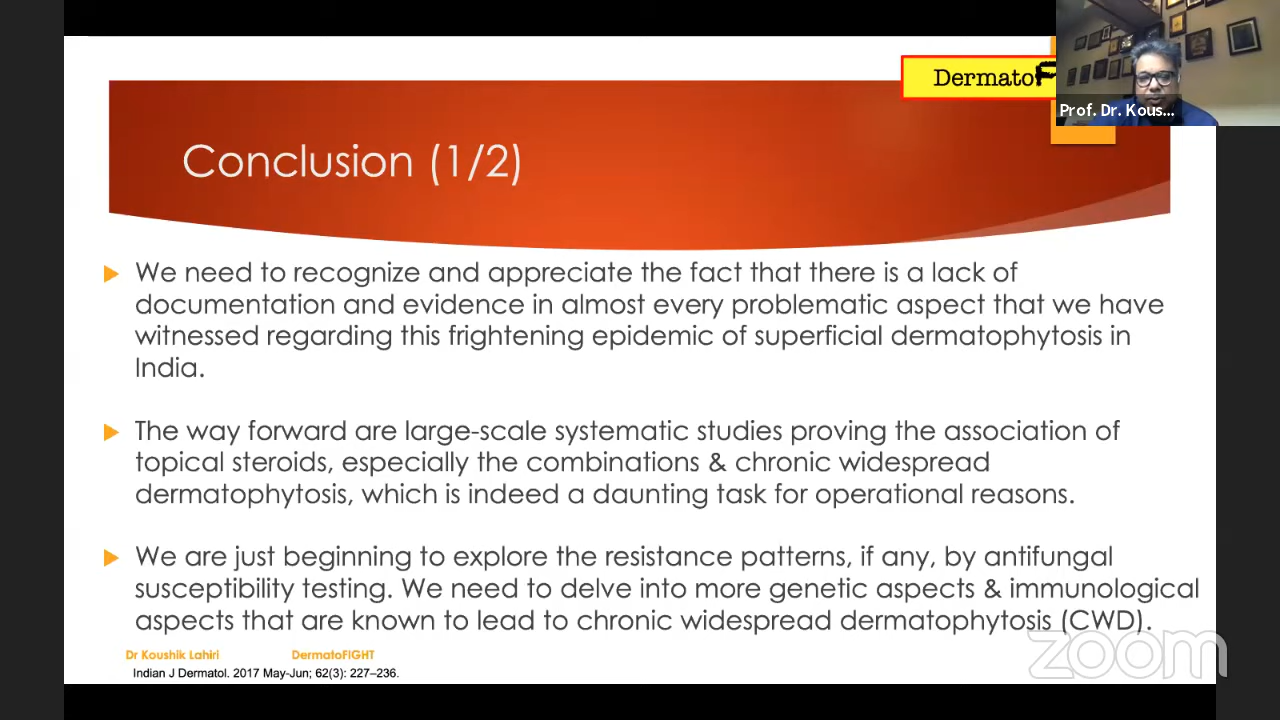 DermatoF
Prof. Dr. Kous...
Conclusion (1/2)
We need to recognize and appreciate the fact that there is a lack of
documentation and evidence in almost every problematic aspect that we have
witnessed regarding this frightening epidemic of superficial dermatophytosis in
India.
The way forward are large-scale systematic studies proving the association of
topical steroids, especially the combinations & chronic widespread
dermatophytosis, which is indeed a daunting task for operational reasons.
We are just beginning to explore the resistance patterns, if any, by antifungal
susceptibility testing. We need to delve into more genetic aspects & immunological
aspects that are known to lead to chronic widespread dermatophytosis (CWD).
Dr Koushik Lahiri DermatoFIGHT
Indian J Dermatol. 2017 May-Jun; 62(3): 227–236.
zoom